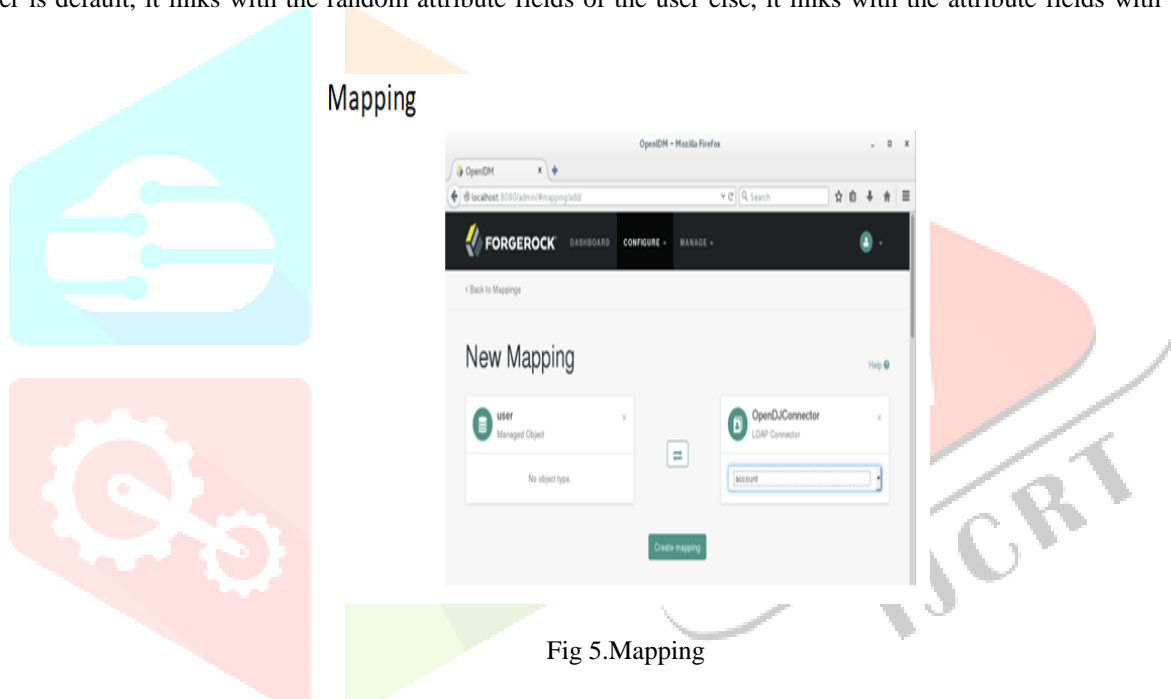 er is default, it links with the random attribute fields of the user else, it links with the attribute fields with
Mapping
OpenIDM - Mozilla Firefox
OpenIDM
localhost:8080/admin/#mapping/add/
Search
FORGEROCK DASHBOARD CONFIGURE MANAGE
< Back to Mappings
New Mapping
Help
user
Managed Object
No object type.
OpenDJConnector
LDAP Connector
account
Create mapping
IJCRT
Fig 5.Mapping